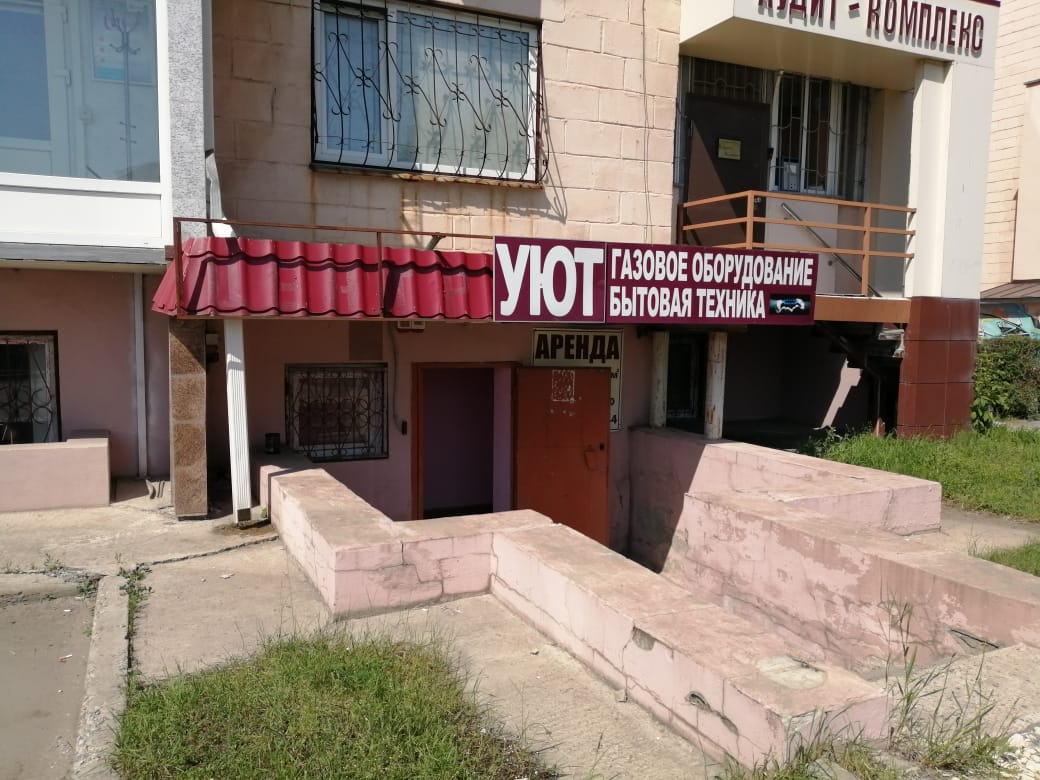 АУДИТ - КОМПЛЕКС
УЮТ
ГАЗОВОЕ ОБОРУДОВАНИЕ
БЫТОВАЯ ТЕХНИКА
АРЕНДА